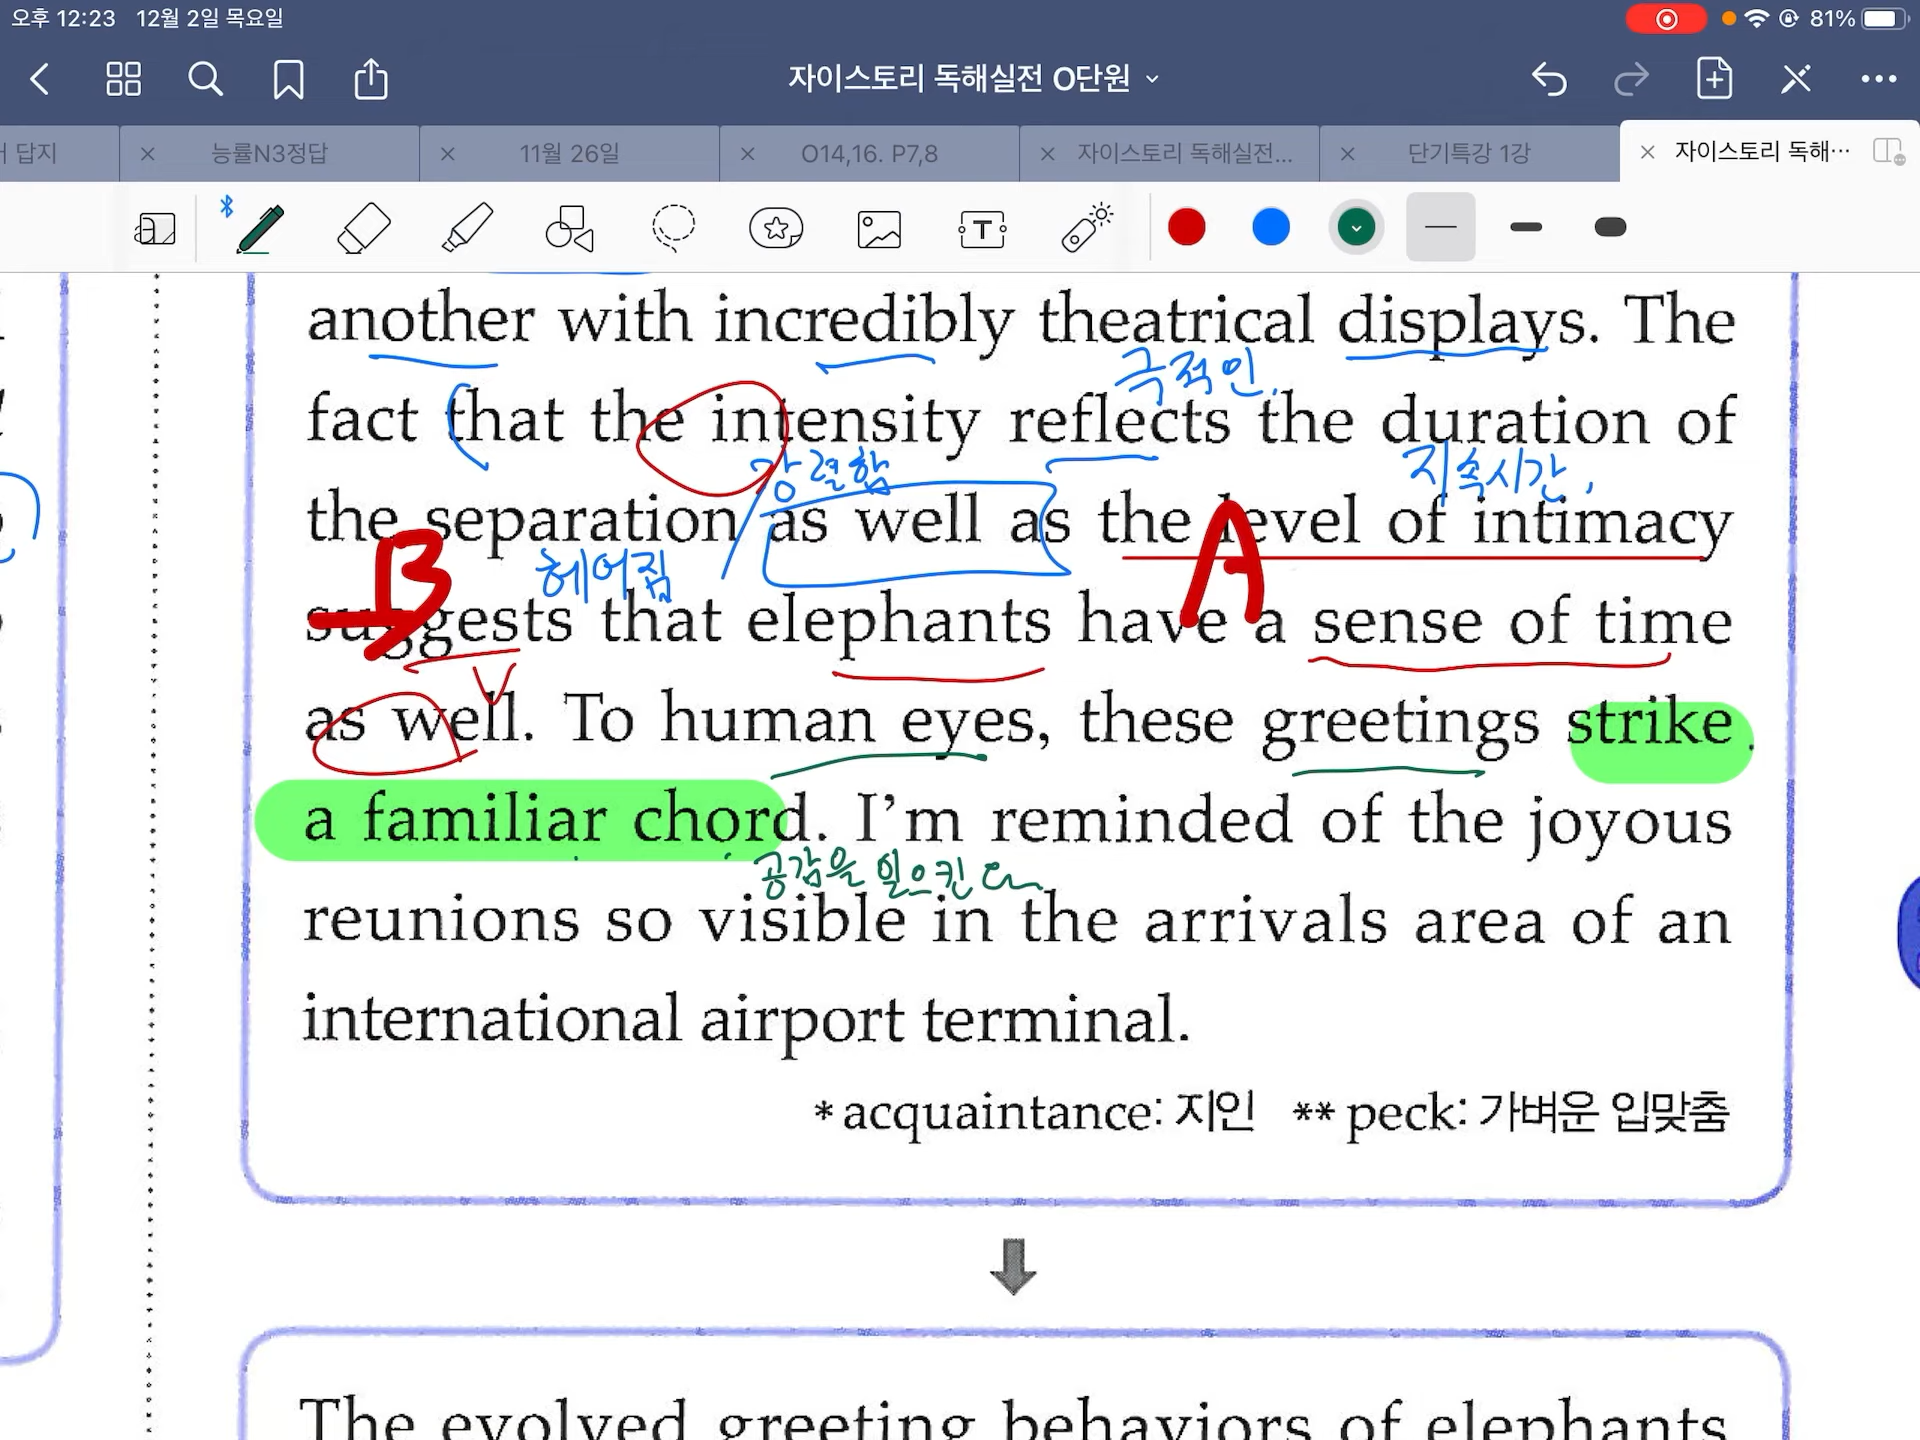 오후 12:23 12월 2일 목요일
81%
자이스토리 독해실전 O단원
답지
능률N3정답
11월 26일
O14,16. P7,8
자이스토리 독해실전...
단기특강 1강
자이스토리 독해…
another with incredibly theatrical displays. The
극적인.
fact that the intensity reflects the duration of
강렬함
지속시간,
the separation as well as the level of intimacy
B
헤어짐
A
suggests that elephants have a sense of time
V
as well. To human eyes, these greetings strike
a familiar chord. I'm reminded of the joyous
공감을 일으킨다
reunions so visible in the arrivals area of an
international airport terminal.
* acquaintance: 지인 ** peck: 가벼운 입맞춤
The evolved greeting behaviors of elephants